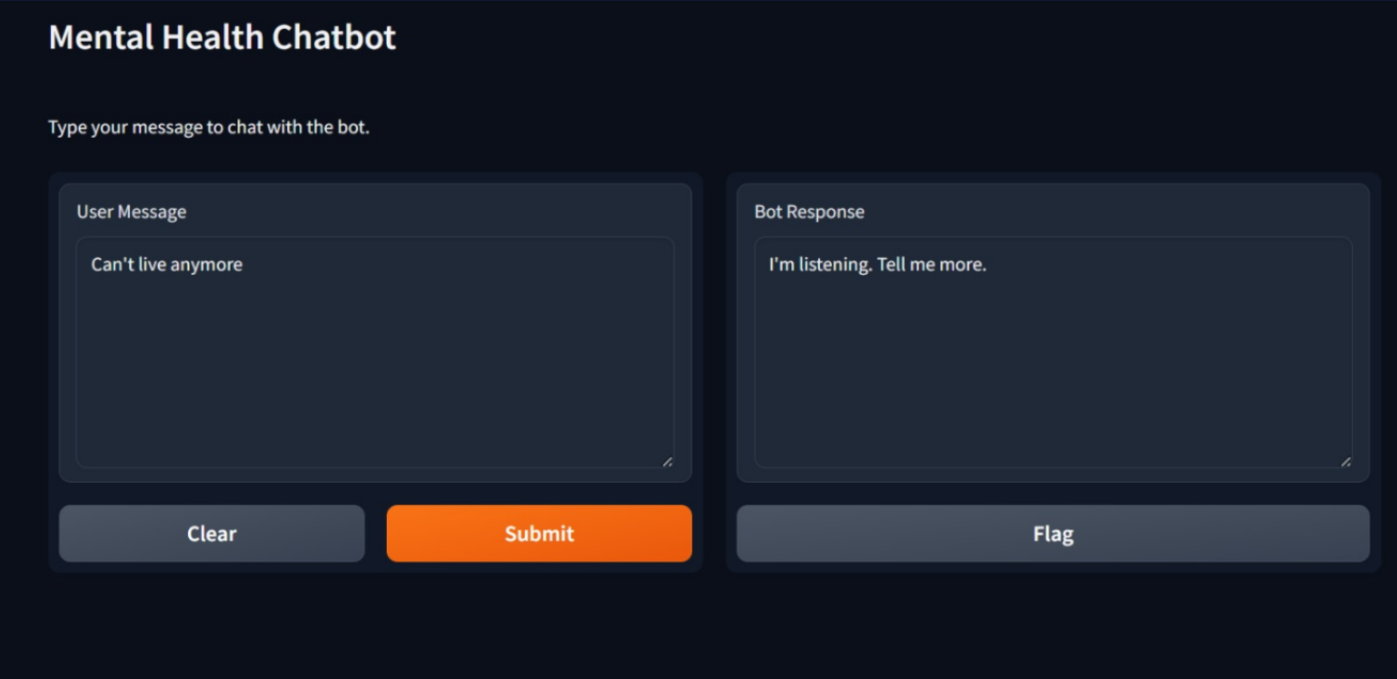 Mental Health Chatbot
Type your message to chat with the bot.
User Message
Can't live anymore
Clear
Submit
Bot Response
I'm listening. Tell me more.
Flag